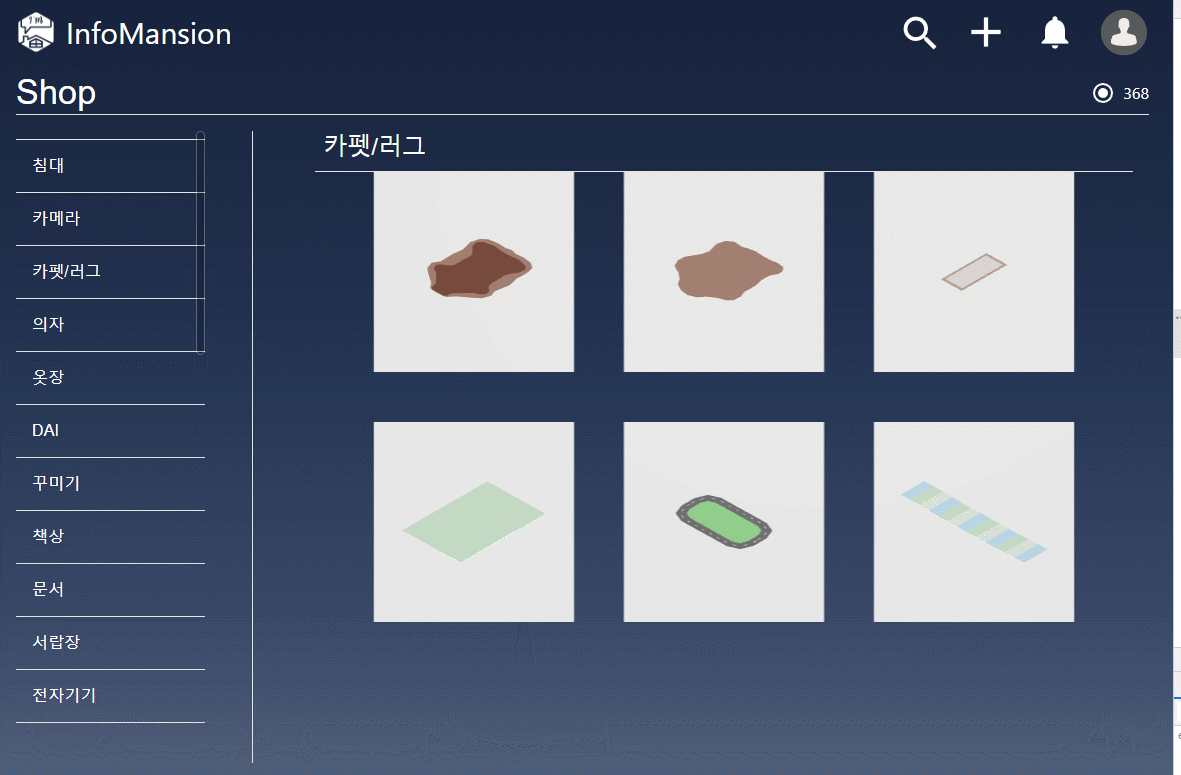 InfoMansion
Shop
368
침대
카메라
카펫/러그
의자
옷장
DAI
꾸미기
책상
문서
서랍장
전자기기
카펫/러그